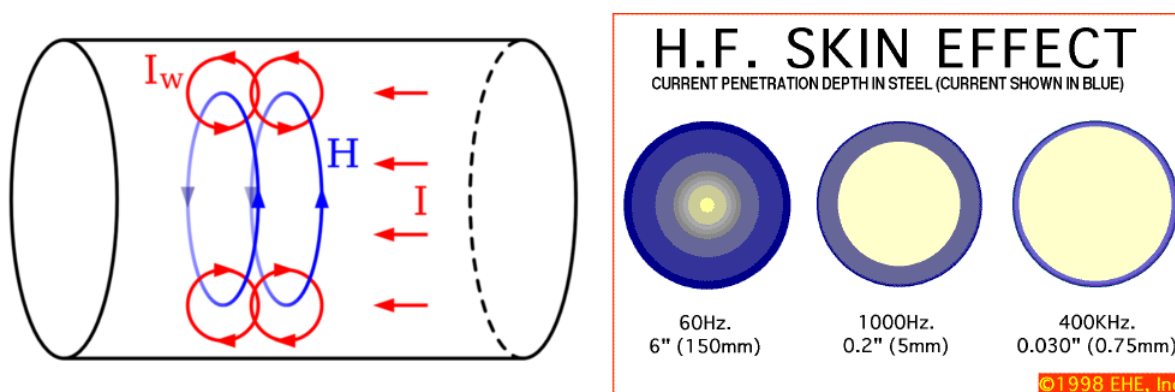 I_w
H
I
H.F. SKIN EFFECT
CURRENT PENETRATION DEPTH IN STEEL (CURRENT SHOWN IN BLUE)
60Hz. 1000Hz. 400KHz.
6" (150mm) 0.2" (5mm) 0.030" (0.75mm)
©1998 EHE, Inc